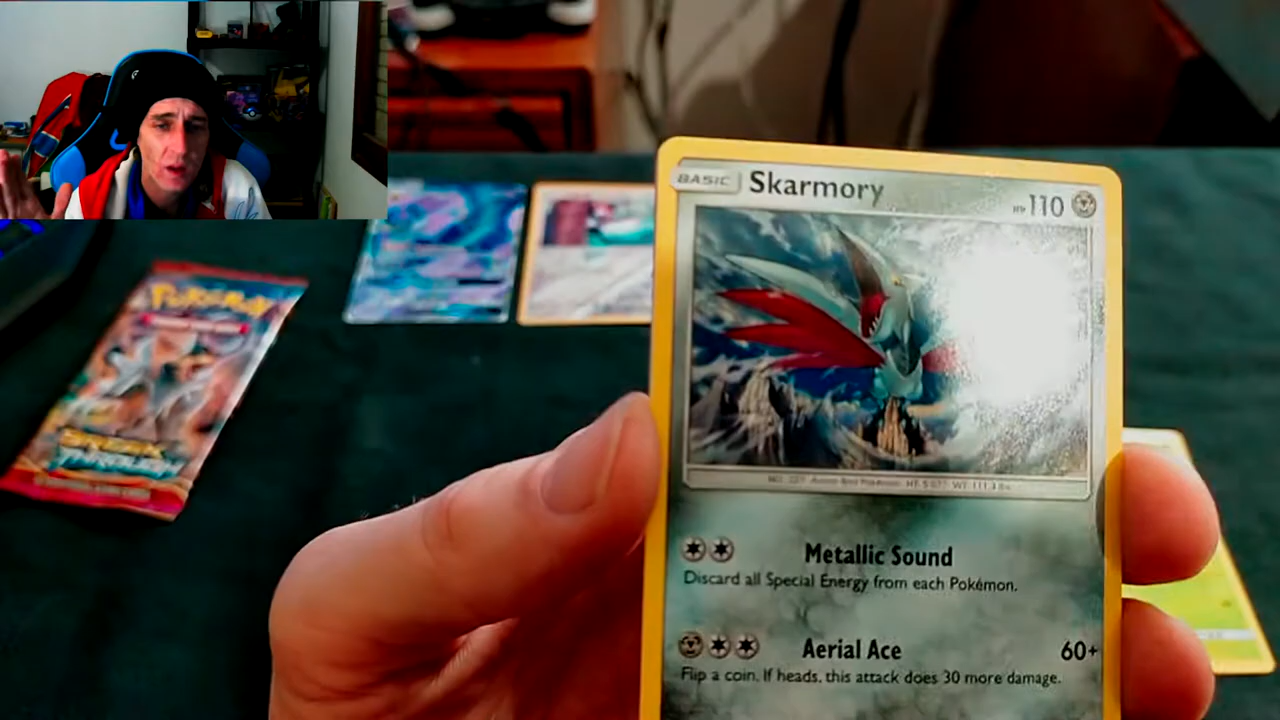 BASIC Skarmory HP 110
Metallic Sound
Discard all Special Energy from each Pokémon.
Aerial Ace 60+
Flip a coin. If heads, this attack does 30 more damage.
POKÉMON